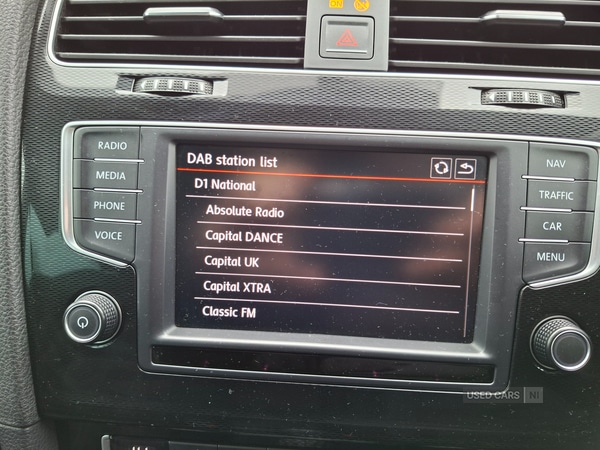 ON
RADIO
MEDIA
PHONE
VOICE
DAB station list
D1 National
Absolute Radio
Capital DANCE
Capital UK
Capital XTRA
Classic FM
NAV
TRAFFIC
CAR
MENU
USED CARS NI